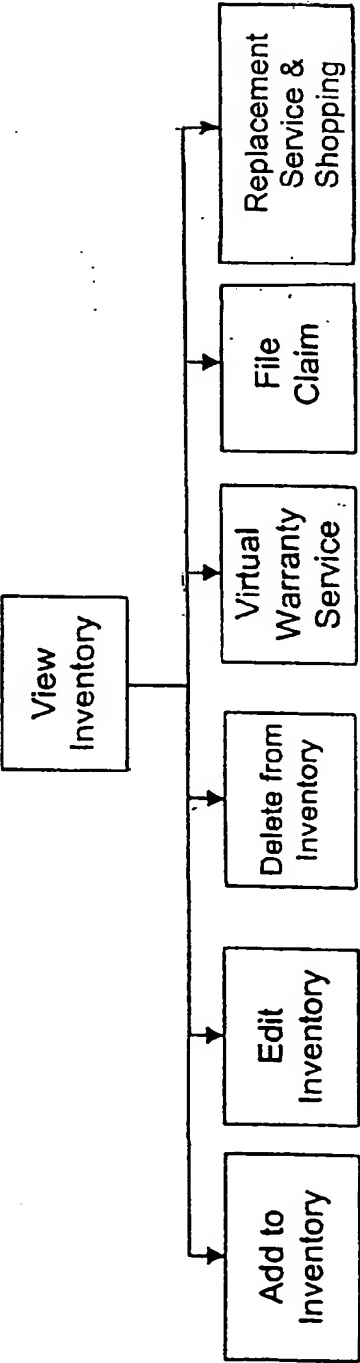 View
Inventory
Add to
Inventory
Edit
Inventory
Delete from
Inventory
Virtual
Warranty
Service
File
Claim
Replacement
Service &
Shopping